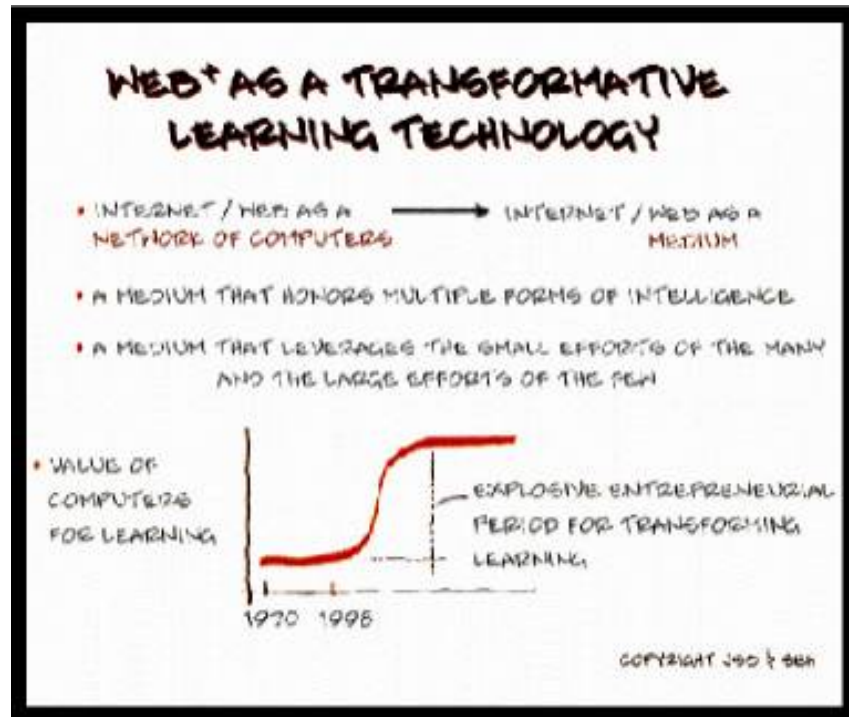 WEB+ AS A TRANSFORMATIVE
LEARNING TECHNOLOGY
• INTERNET / WEB AS A → INTERNET / WEB AS A
NETWORK OF COMPUTERS MEDIUM
• A MEDIUM THAT HONORS MULTIPLE FORMS OF INTELLIGENCE
• A MEDIUM THAT LEVERAGES THE SMALL EFFORTS OF THE MANY
AND THE LARGE EFFORTS OF THE FEW
• VALUE OF
COMPUTERS
FOR LEARNING
EXPLOSIVE ENTREPRENEURIAL
PERIOD FOR TRANSFORMING
LEARNING
1970 1998
COPYRIGHT JSB &